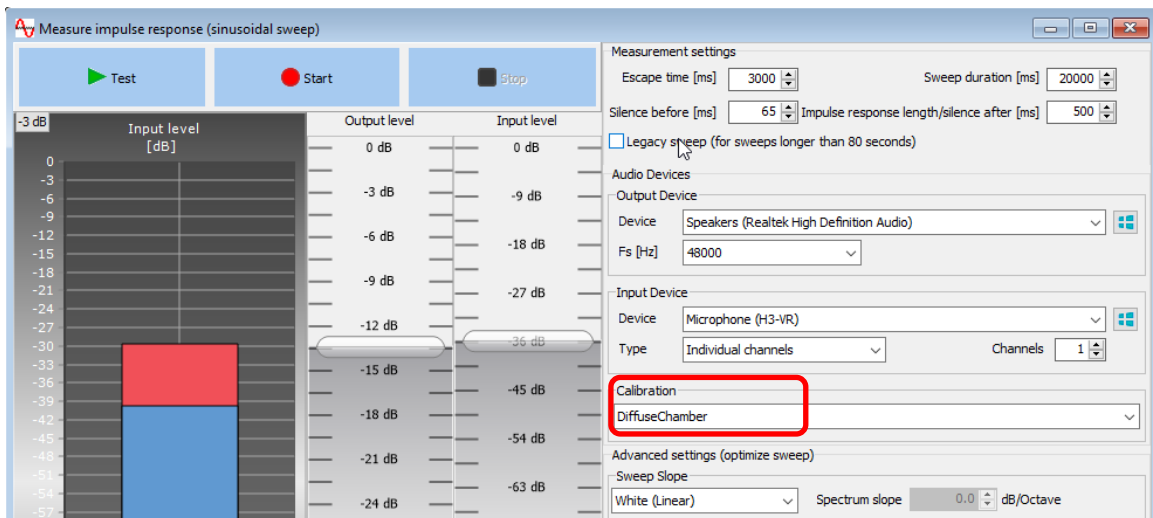 Measure impulse response (sinusoidal sweep)
Test
Start
Stop
-3 dB
Input level
[dB]
0
-3
-6
-9
-12
-15
-18
-21
-24
-27
-30
-33
-36
-39
-42
-45
-48
-51
-54
-57
Output level
0 dB
-3 dB
-6 dB
-9 dB
-12 dB
-15 dB
-18 dB
-21 dB
-24 dB
Input level
0 dB
-9 dB
-18 dB
-27 dB
-36 dB
-45 dB
-54 dB
-63 dB
Measurement settings
Escape time [ms] 3000 Sweep duration [ms] 20000
Silence before [ms] 65 Impulse response length/silence after [ms] 500
Legacy sweep (for sweeps longer than 80 seconds)
Audio Devices
Output Device
Device Speakers (Realtek High Definition Audio)
Fs [Hz] 48000
Input Device
Device Microphone (H3-VR)
Type Individual channels Channels 1
Calibration
DiffuseChamber
Advanced settings (optimize sweep)
Sweep Slope
White (Linear) Spectrum slope 0.0 dB/Octave